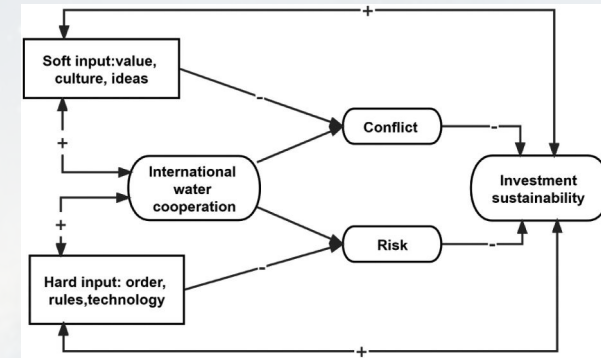 +
Soft input:value,
culture, ideas
-
Conflict
-
+
International
water
cooperation
Investment
sustainability
+
Risk
-
-
Hard input: order,
rules,technology
+